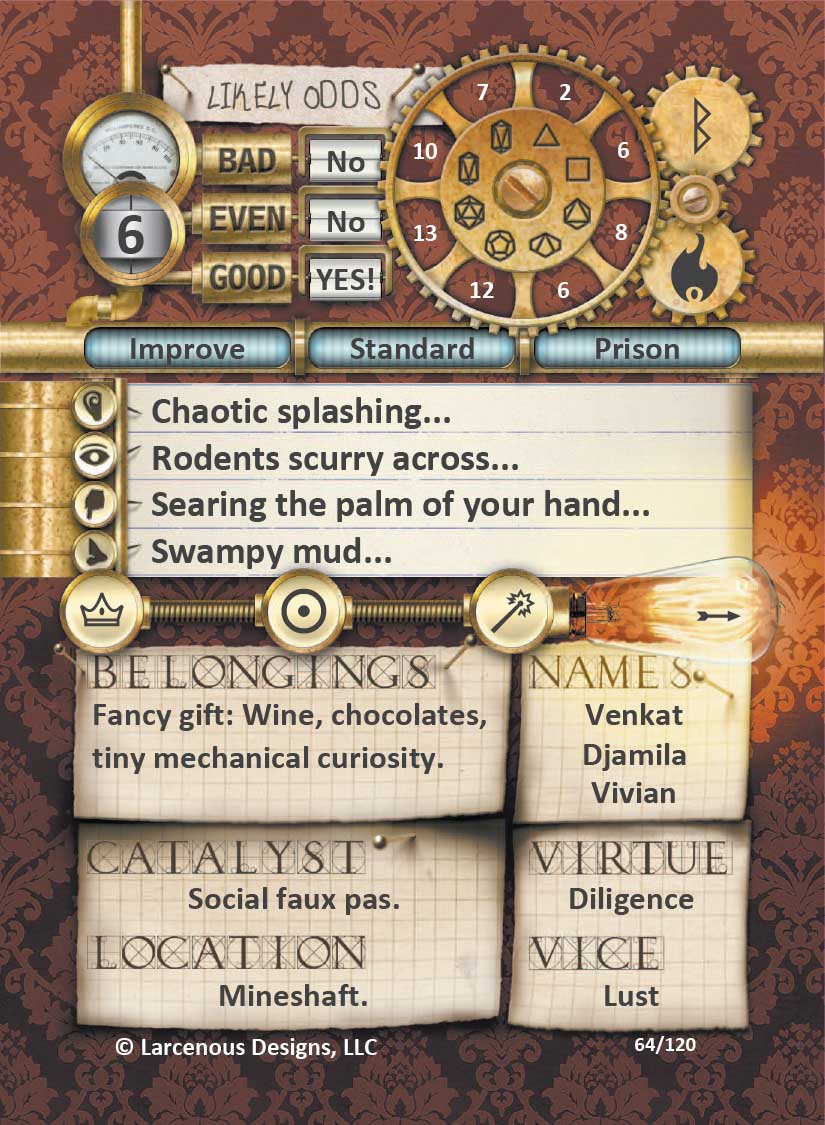 LIKELY ODDS
BAD No
EVEN No
GOOD YES!
6
7 2
10 6
13 8
12 6
ᛒ
Improve Standard Prison
Chaotic splashing...
Rodents scurry across...
Searing the palm of your hand...
Swampy mud...
BELONGINGS
Fancy gift: Wine, chocolates,
tiny mechanical curiosity.
NAMES
Venkat
Djamila
Vivian
CATALYST
Social faux pas.
LOCATION
Mineshaft.
VIRTUE
Diligence
VICE
Lust
© Larcenous Designs, LLC
64/120